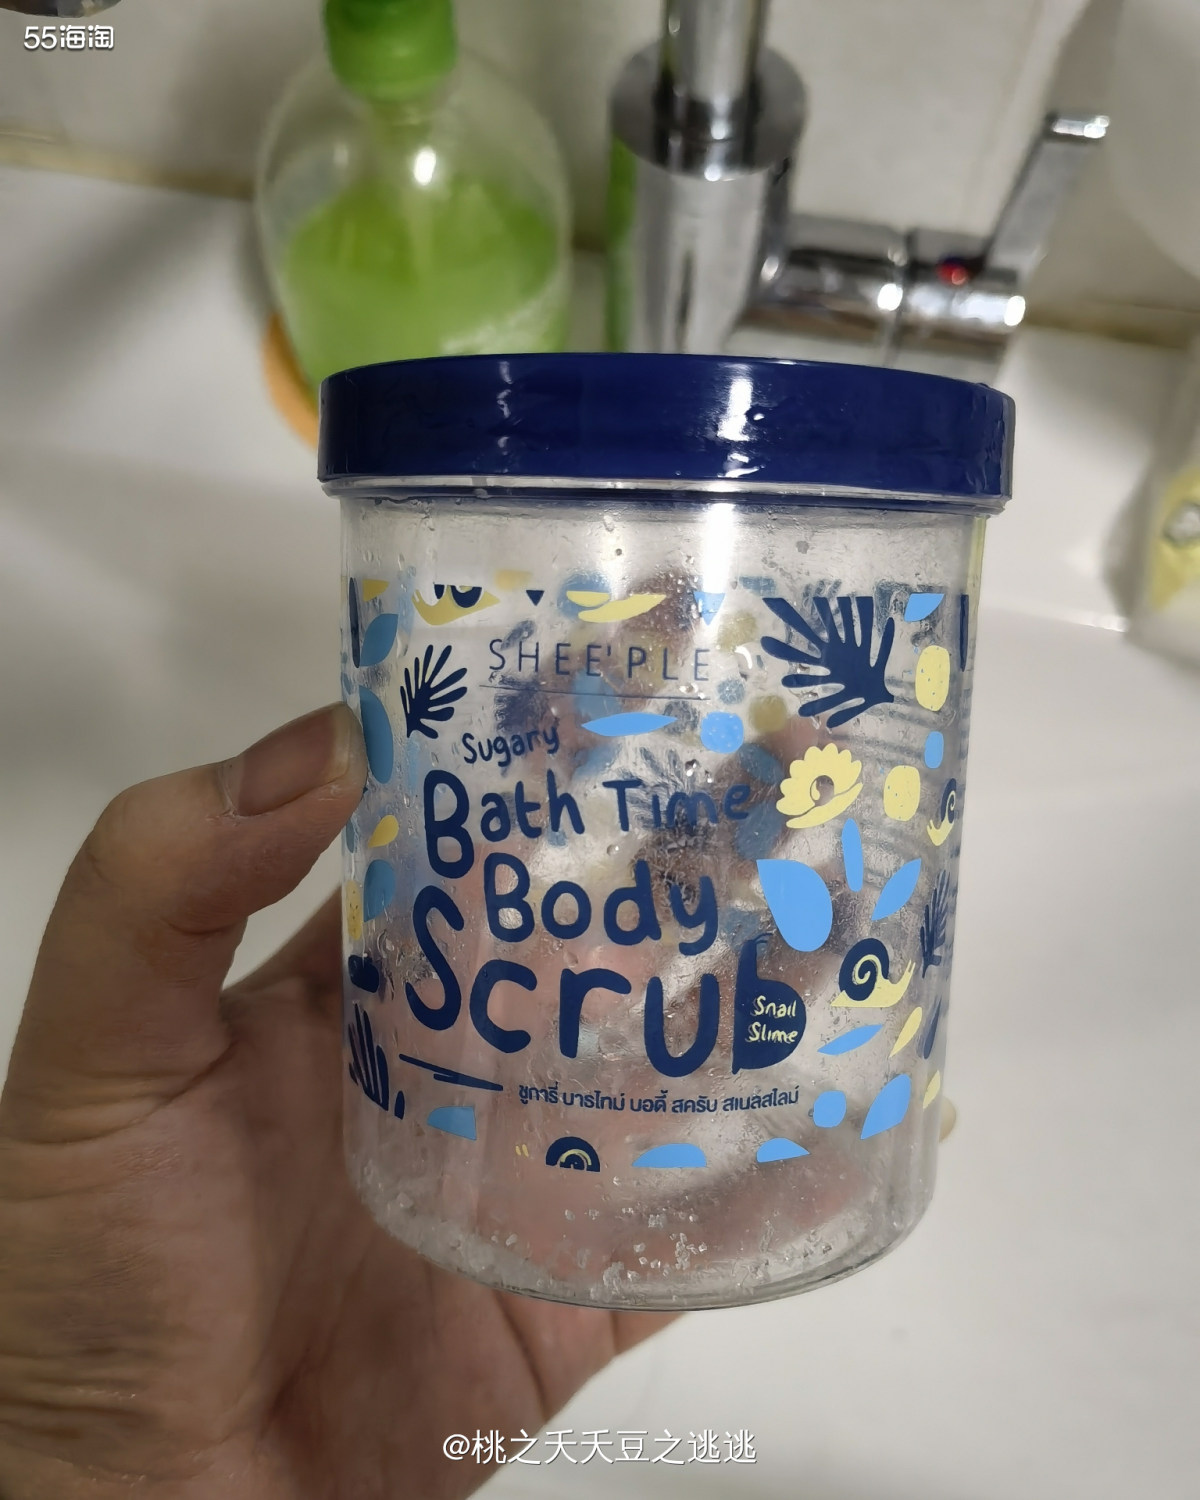 55海淘
SHEE'PLE
Sugary
Bath Time
Body
Scrub
Snail
Slime
ชูการี่ บาธไทม์ บอดี้ สครับ สเนลสไลม์
@桃之夭夭豆之逃逃